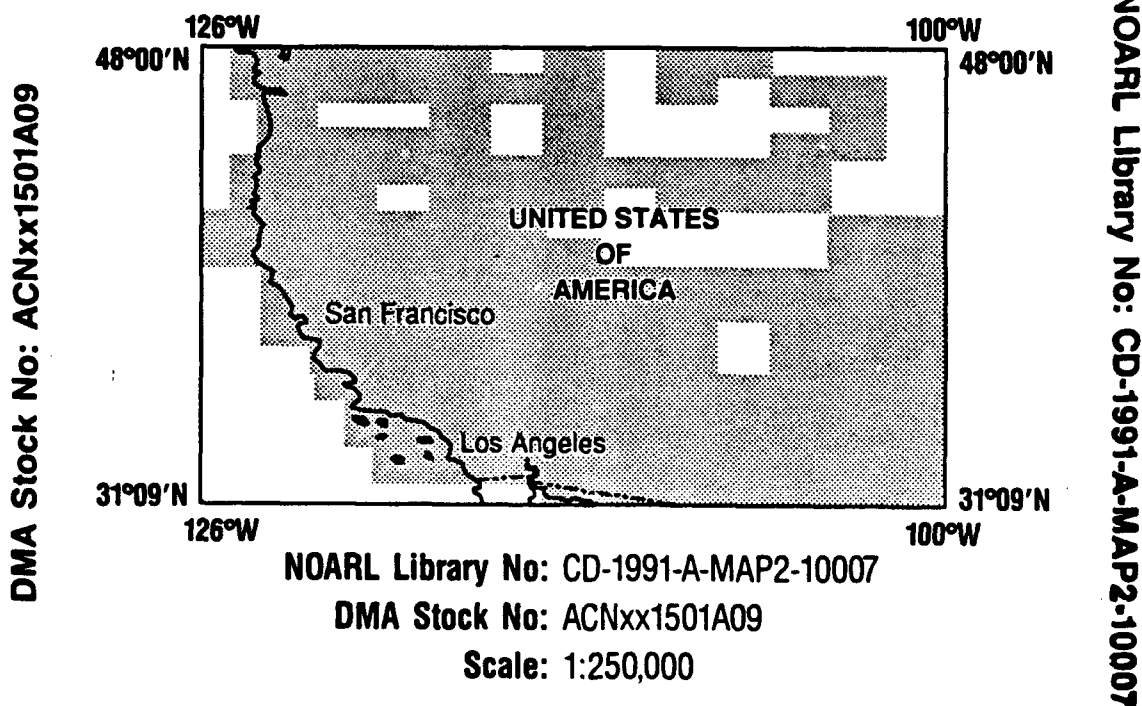 126°W
100°W
48°00'N
48°00'N
DMA Stock No: ACNxx1501A09
NOARL Library No: CD-1991-A-MAP2-10007
UNITED STATES
OF
AMERICA
San Francisco
Los Angeles
31°09'N
31°09'N
126°W
100°W
NOARL Library No: CD-1991-A-MAP2-10007
DMA Stock No: ACNxx1501A09
Scale: 1:250,000